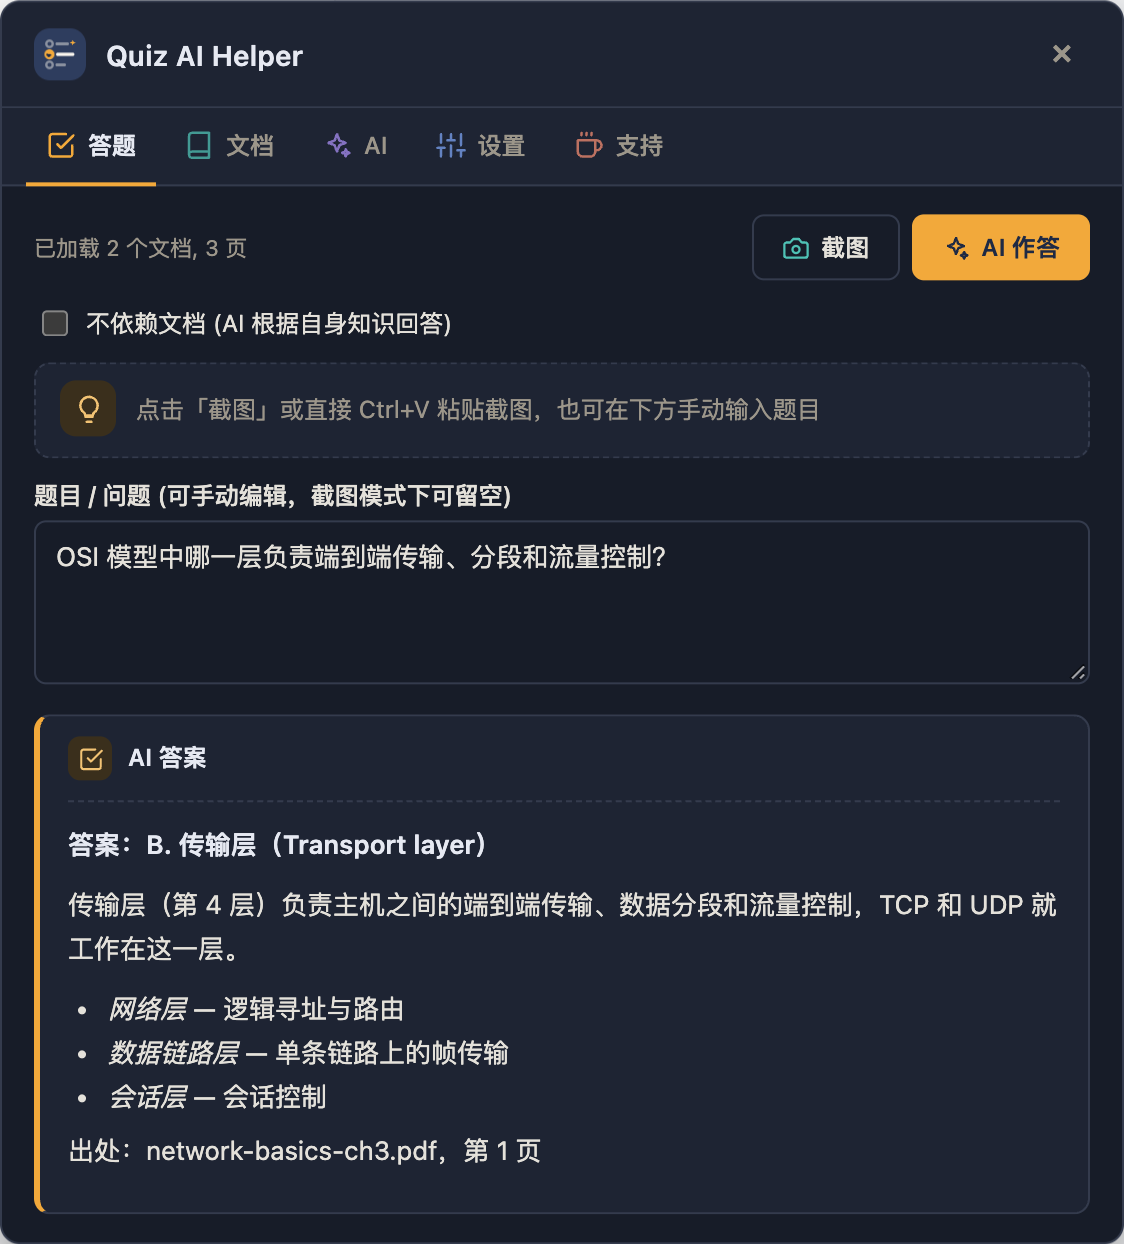 Quiz AI Helper
答题 文档 AI 设置 支持
已加载 2 个文档, 3 页
截图
AI 作答
不依赖文档 (AI 根据自身知识回答)
点击「截图」或直接 Ctrl+V 粘贴截图，也可在下方手动输入题目
题目 / 问题 (可手动编辑，截图模式下可留空)
OSI 模型中哪一层负责端到端传输、分段和流量控制?
AI 答案
答案：B. 传输层（Transport layer）
传输层（第 4 层）负责主机之间的端到端传输、数据分段和流量控制，TCP 和 UDP 就
工作在这一层。
• 网络层 — 逻辑寻址与路由
• 数据链路层 — 单条链路上的帧传输
• 会话层 — 会话控制
出处：network-basics-ch3.pdf，第 1 页